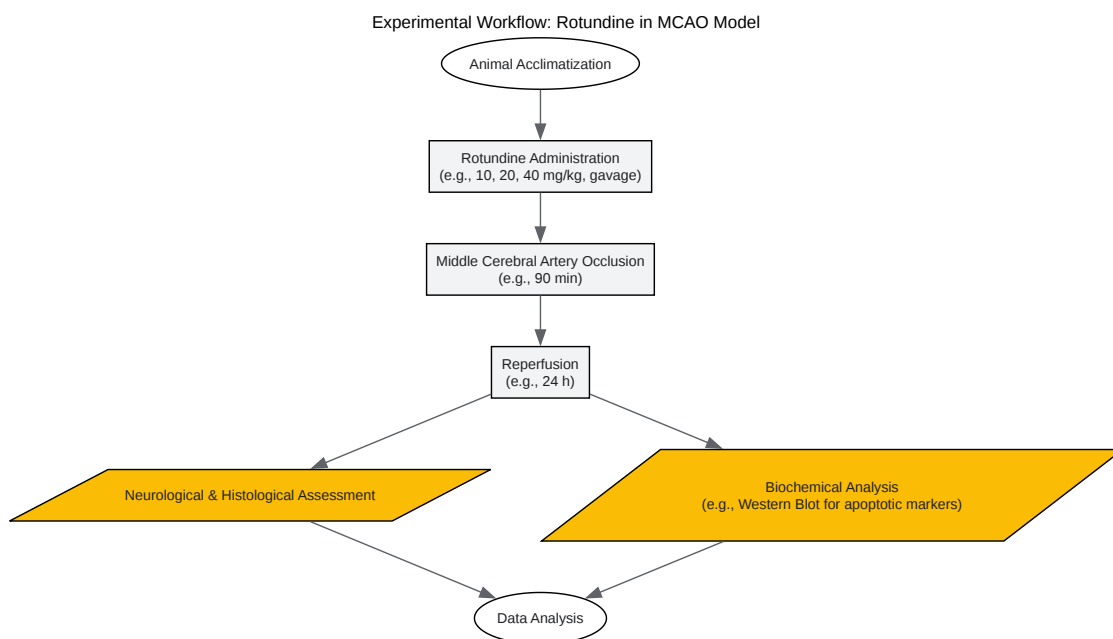 Experimental Workflow: Rotundine in MCAO Model
Animal Acclimatization
Rotundine Administration
(e.g., 10, 20, 40 mg/kg, gavage)
Middle Cerebral Artery Occlusion
(e.g., 90 min)
Reperfusion
(e.g., 24 h)
Neurological & Histological Assessment
Biochemical Analysis
(e.g., Western Blot for apoptotic markers)
Data Analysis